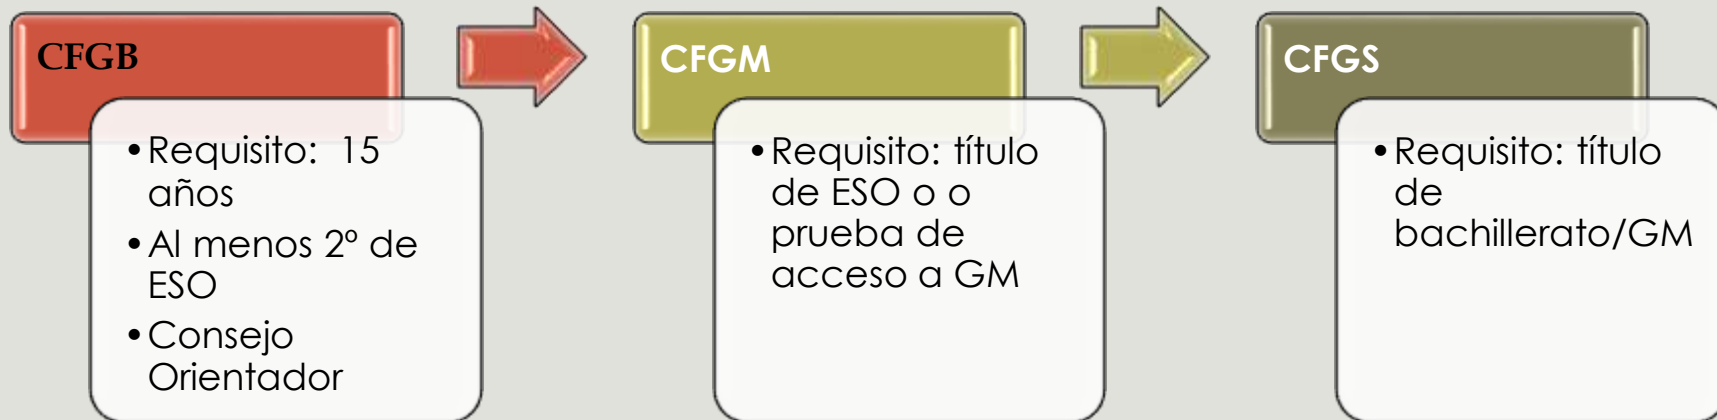 CFGB
•Requisito: 15
años
•Al menos 2º de
ESO
•Consejo
Orientador
CFGM
•Requisito: título
de ESO o o
prueba de
acceso a GM
CFGS
•Requisito: título
de
bachillerato/GM